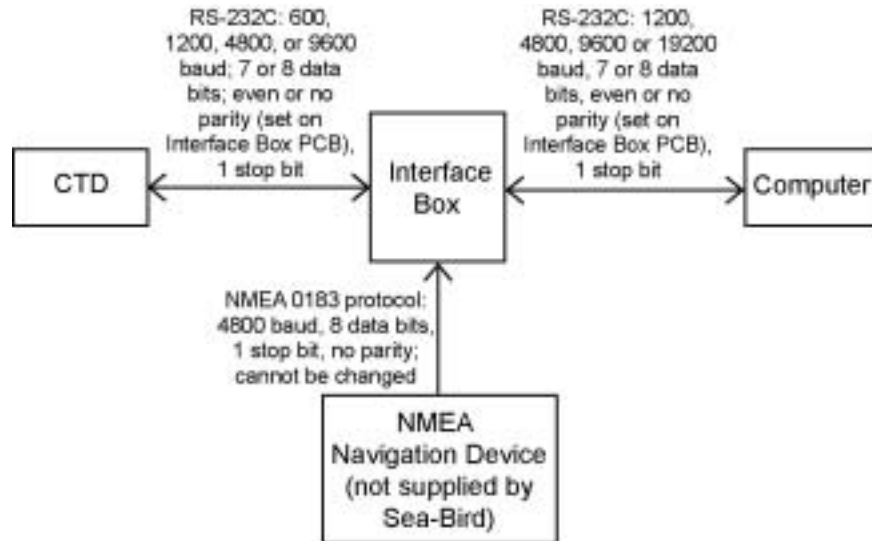 RS-232C: 600,
1200, 4800, or 9600
baud; 7 or 8 data
bits; even or no
parity (set on
Interface Box PCB),
1 stop bit
RS-232C: 1200,
4800, 9600 or 19200
baud, 7 or 8 data
bits, even or no
parity (set on
Interface Box PCB),
1 stop bit
CTD
Interface
Box
Computer
NMEA 0183 protocol:
4800 baud, 8 data bits,
1 stop bit, no parity;
cannot be changed
NMEA
Navigation Device
(not supplied by
Sea-Bird)